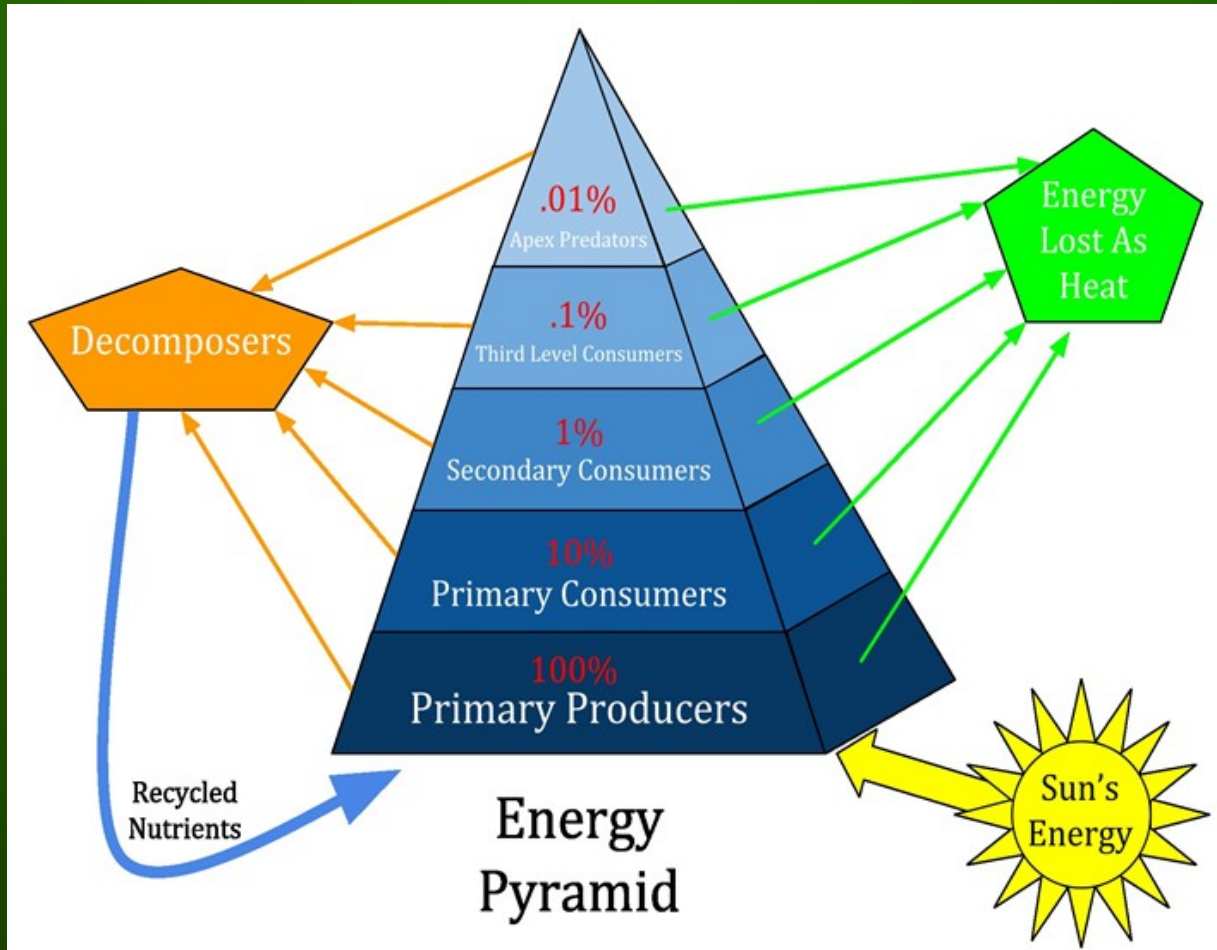 .01%
Apex Predators
.1%
Third Level Consumers
1%
Secondary Consumers
10%
Primary Consumers
100%
Primary Producers
Decomposers
Recycled
Nutrients
Energy
Lost As
Heat
Sun's
Energy
Energy
Pyramid